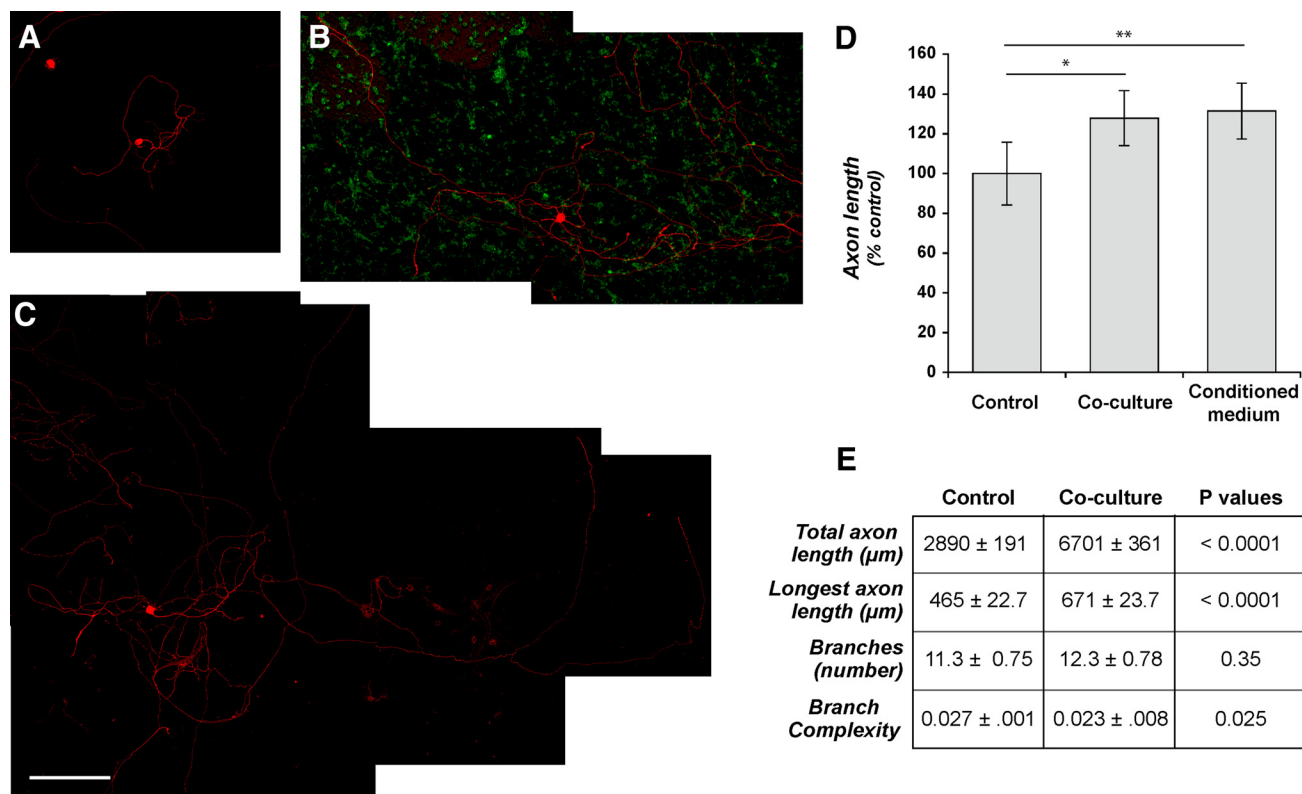 A
B
C
D
Axon length
(% control)
160
140
120
100
80
60
40
20
0
*
**
Control
Co-culture
Conditioned
medium
E
Control Co-culture P values
Total axon
length (µm)
2890 ± 191 6701 ± 361 < 0.0001
Longest axon
length (µm)
465 ± 22.7 671 ± 23.7 < 0.0001
Branches
(number)
11.3 ± 0.75 12.3 ± 0.78 0.35
Branch
Complexity
0.027 ± .001 0.023 ± .008 0.025